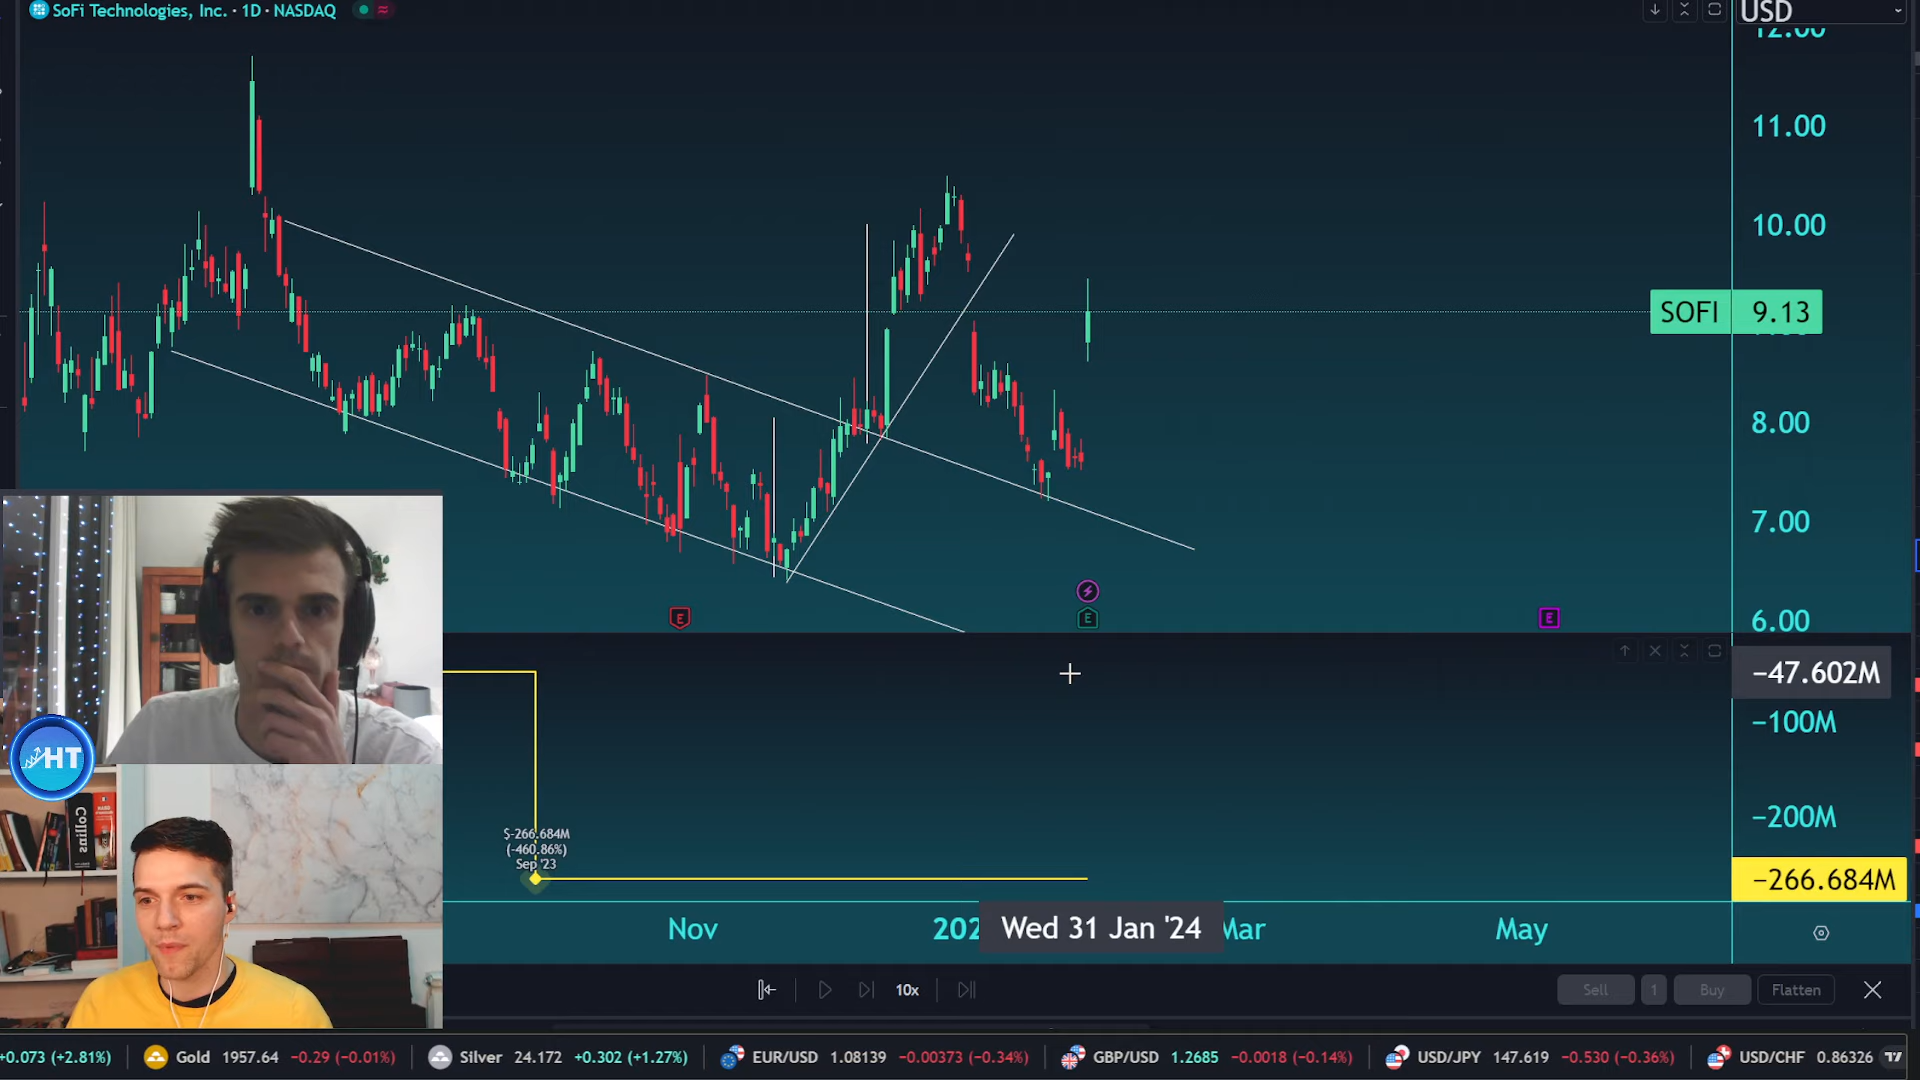 SoFi Technologies, Inc. · 1D · NASDAQ
USD
12.00
11.00
10.00
SOFI 9.13
8.00
7.00
6.00
E
E
E
−47.602M
−100M
−200M
−266.684M
$-266.684M
(-460.86%)
Sep '23
Nov
202
Wed 31 Jan '24
Mar
May
HT
Collins
10x
Sell
1
Buy
Flatten
+0.073 (+2.81%)
Gold 1957.64 −0.29 (−0.01%)
Silver 24.172 +0.302 (+1.27%)
EUR/USD 1.08139 −0.00373 (−0.34%)
GBP/USD 1.2685 −0.0018 (−0.14%)
USD/JPY 147.619 −0.530 (−0.36%)
USD/CHF 0.86326